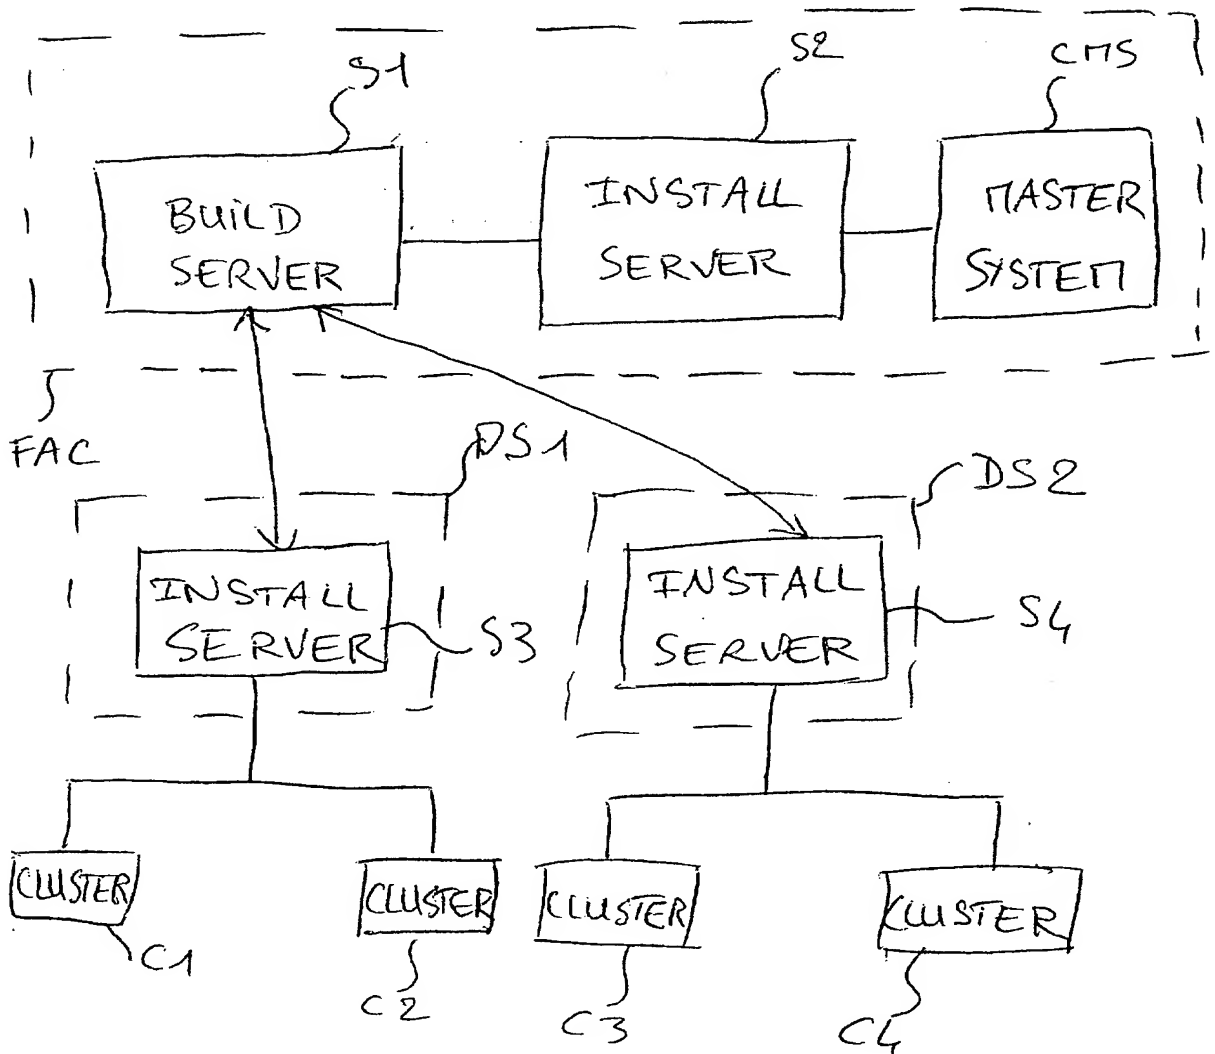 S1
S2
CMS
BUILD
SERVER
INSTALL
SERVER
MASTER
SYSTEM
FAC
DS1
DS2
INSTALL
SERVER
S3
INSTALL
SERVER
S4
CLUSTER
CLUSTER
CLUSTER
CLUSTER
C1
C2
C3
C4